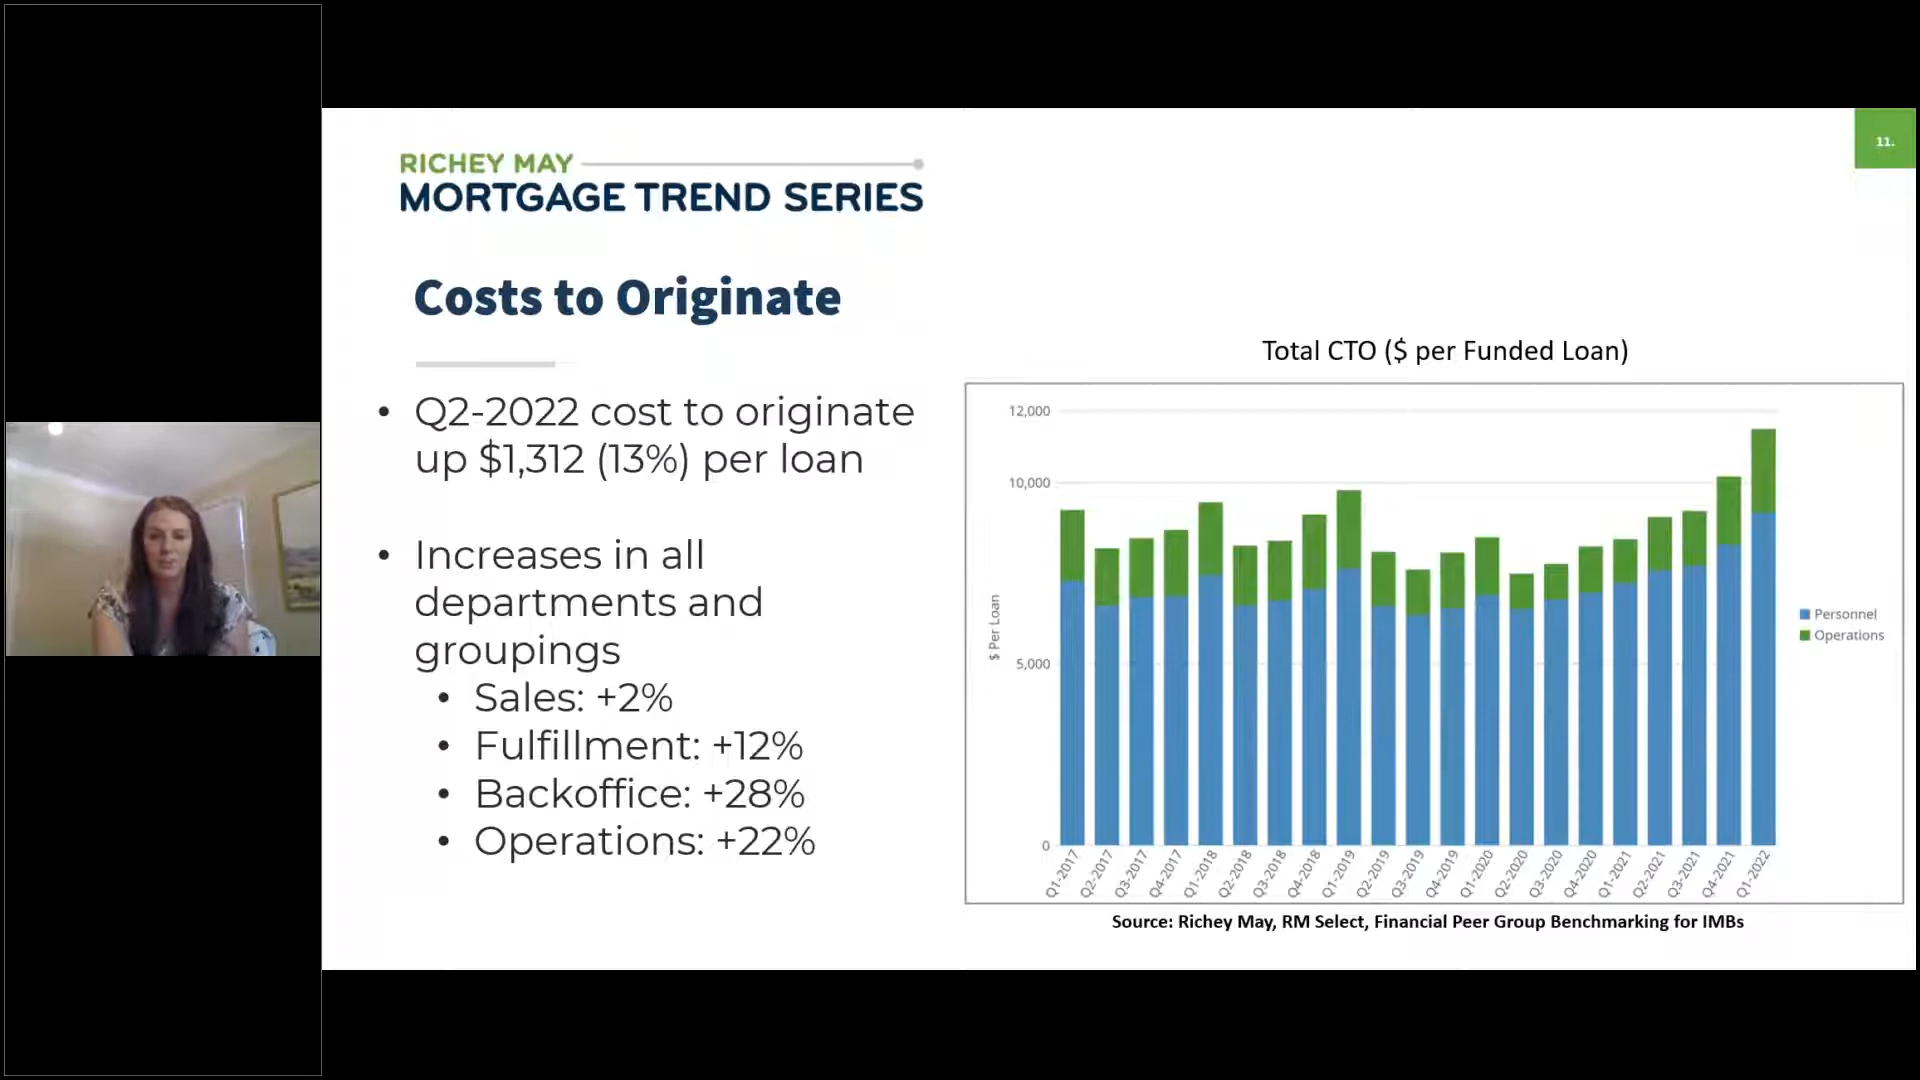 11.
RICHEY MAY
MORTGAGE TREND SERIES
Costs to Originate
• Q2-2022 cost to originate
up $1,312 (13%) per loan
• Increases in all
departments and
groupings
• Sales: +2%
• Fulfillment: +12%
• Backoffice: +28%
• Operations: +22%
Total CTO ($ per Funded Loan)
12,000
10,000
5,000
0
$ Per Loan
Q1-2017
Q2-2017
Q3-2017
Q4-2017
Q1-2018
Q2-2018
Q3-2018
Q4-2018
Q1-2019
Q2-2019
Q3-2019
Q4-2019
Q1-2020
Q2-2020
Q3-2020
Q4-2020
Q1-2021
Q2-2021
Q3-2021
Q4-2021
Q1-2022
Personnel
Operations
Source: Richey May, RM Select, Financial Peer Group Benchmarking for IMBs